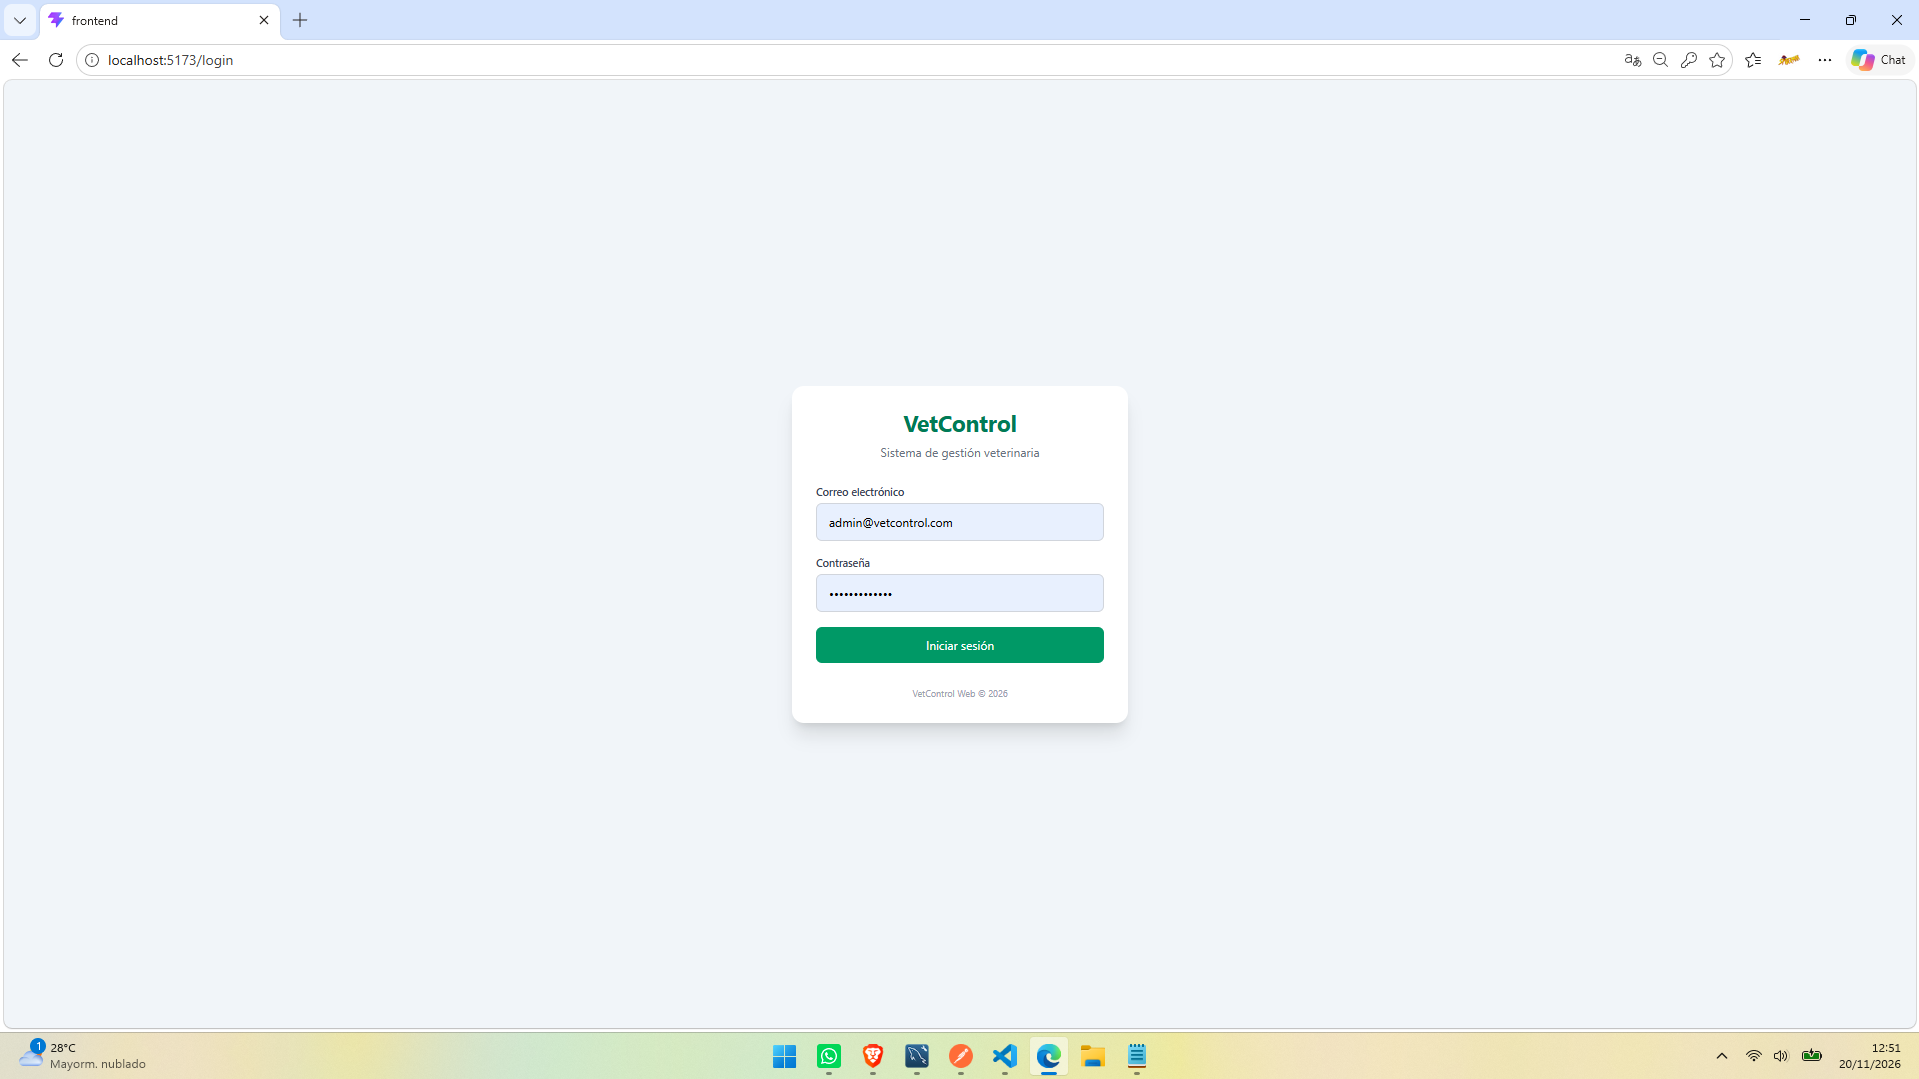 frontend
localhost:5173/login
Chat
VetControl
Sistema de gestión veterinaria
Correo electrónico
admin@vetcontrol.com
Contraseña
•••••••••••••
Iniciar sesión
VetControl Web © 2026
1
28°C
Mayorm. nublado
12:51
20/11/2026